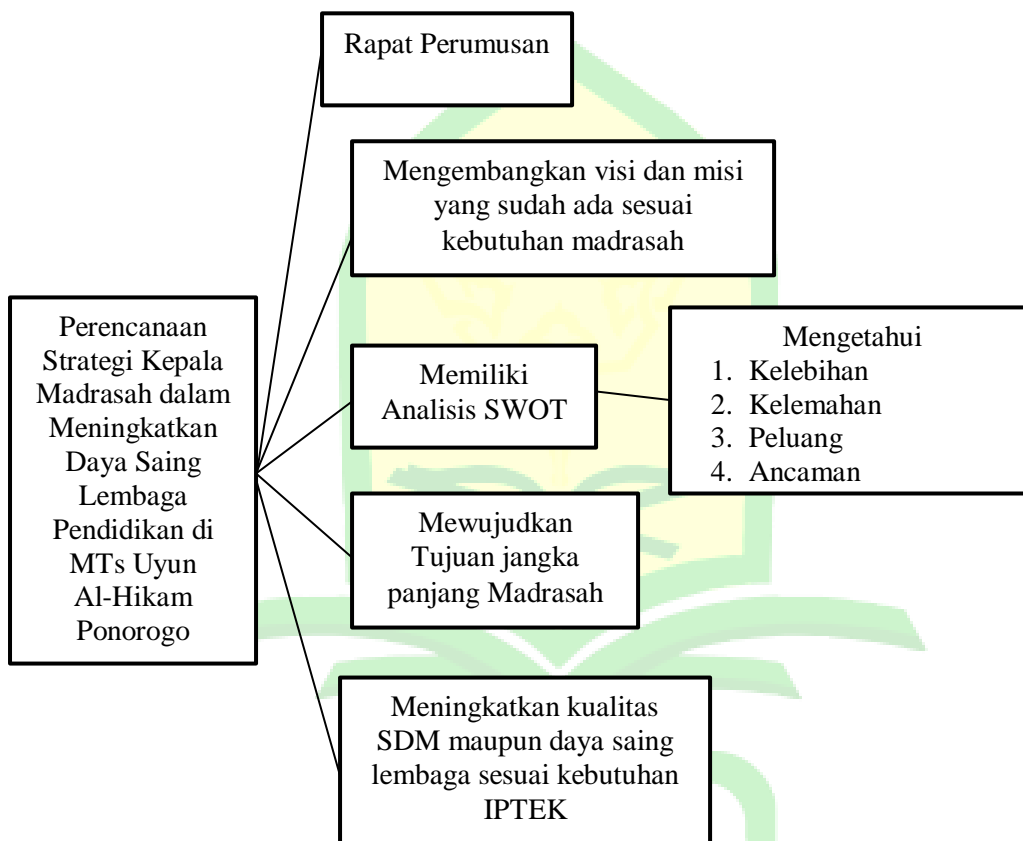 Rapat Perumusan
Mengembangkan visi dan misi
yang sudah ada sesuai
kebutuhan madrasah
Perencanaan
Strategi Kepala
Madrasah dalam
Meningkatkan
Daya Saing
Lembaga
Pendidikan di
MTs Uyun
Al-Hikam
Ponorogo
Memiliki
Analisis SWOT
Mengetahui
1. Kelebihan
2. Kelemahan
3. Peluang
4. Ancaman
Mewujudkan
Tujuan jangka
panjang Madrasah
Meningkatkan kualitas
SDM maupun daya saing
lembaga sesuai kebutuhan
IPTEK